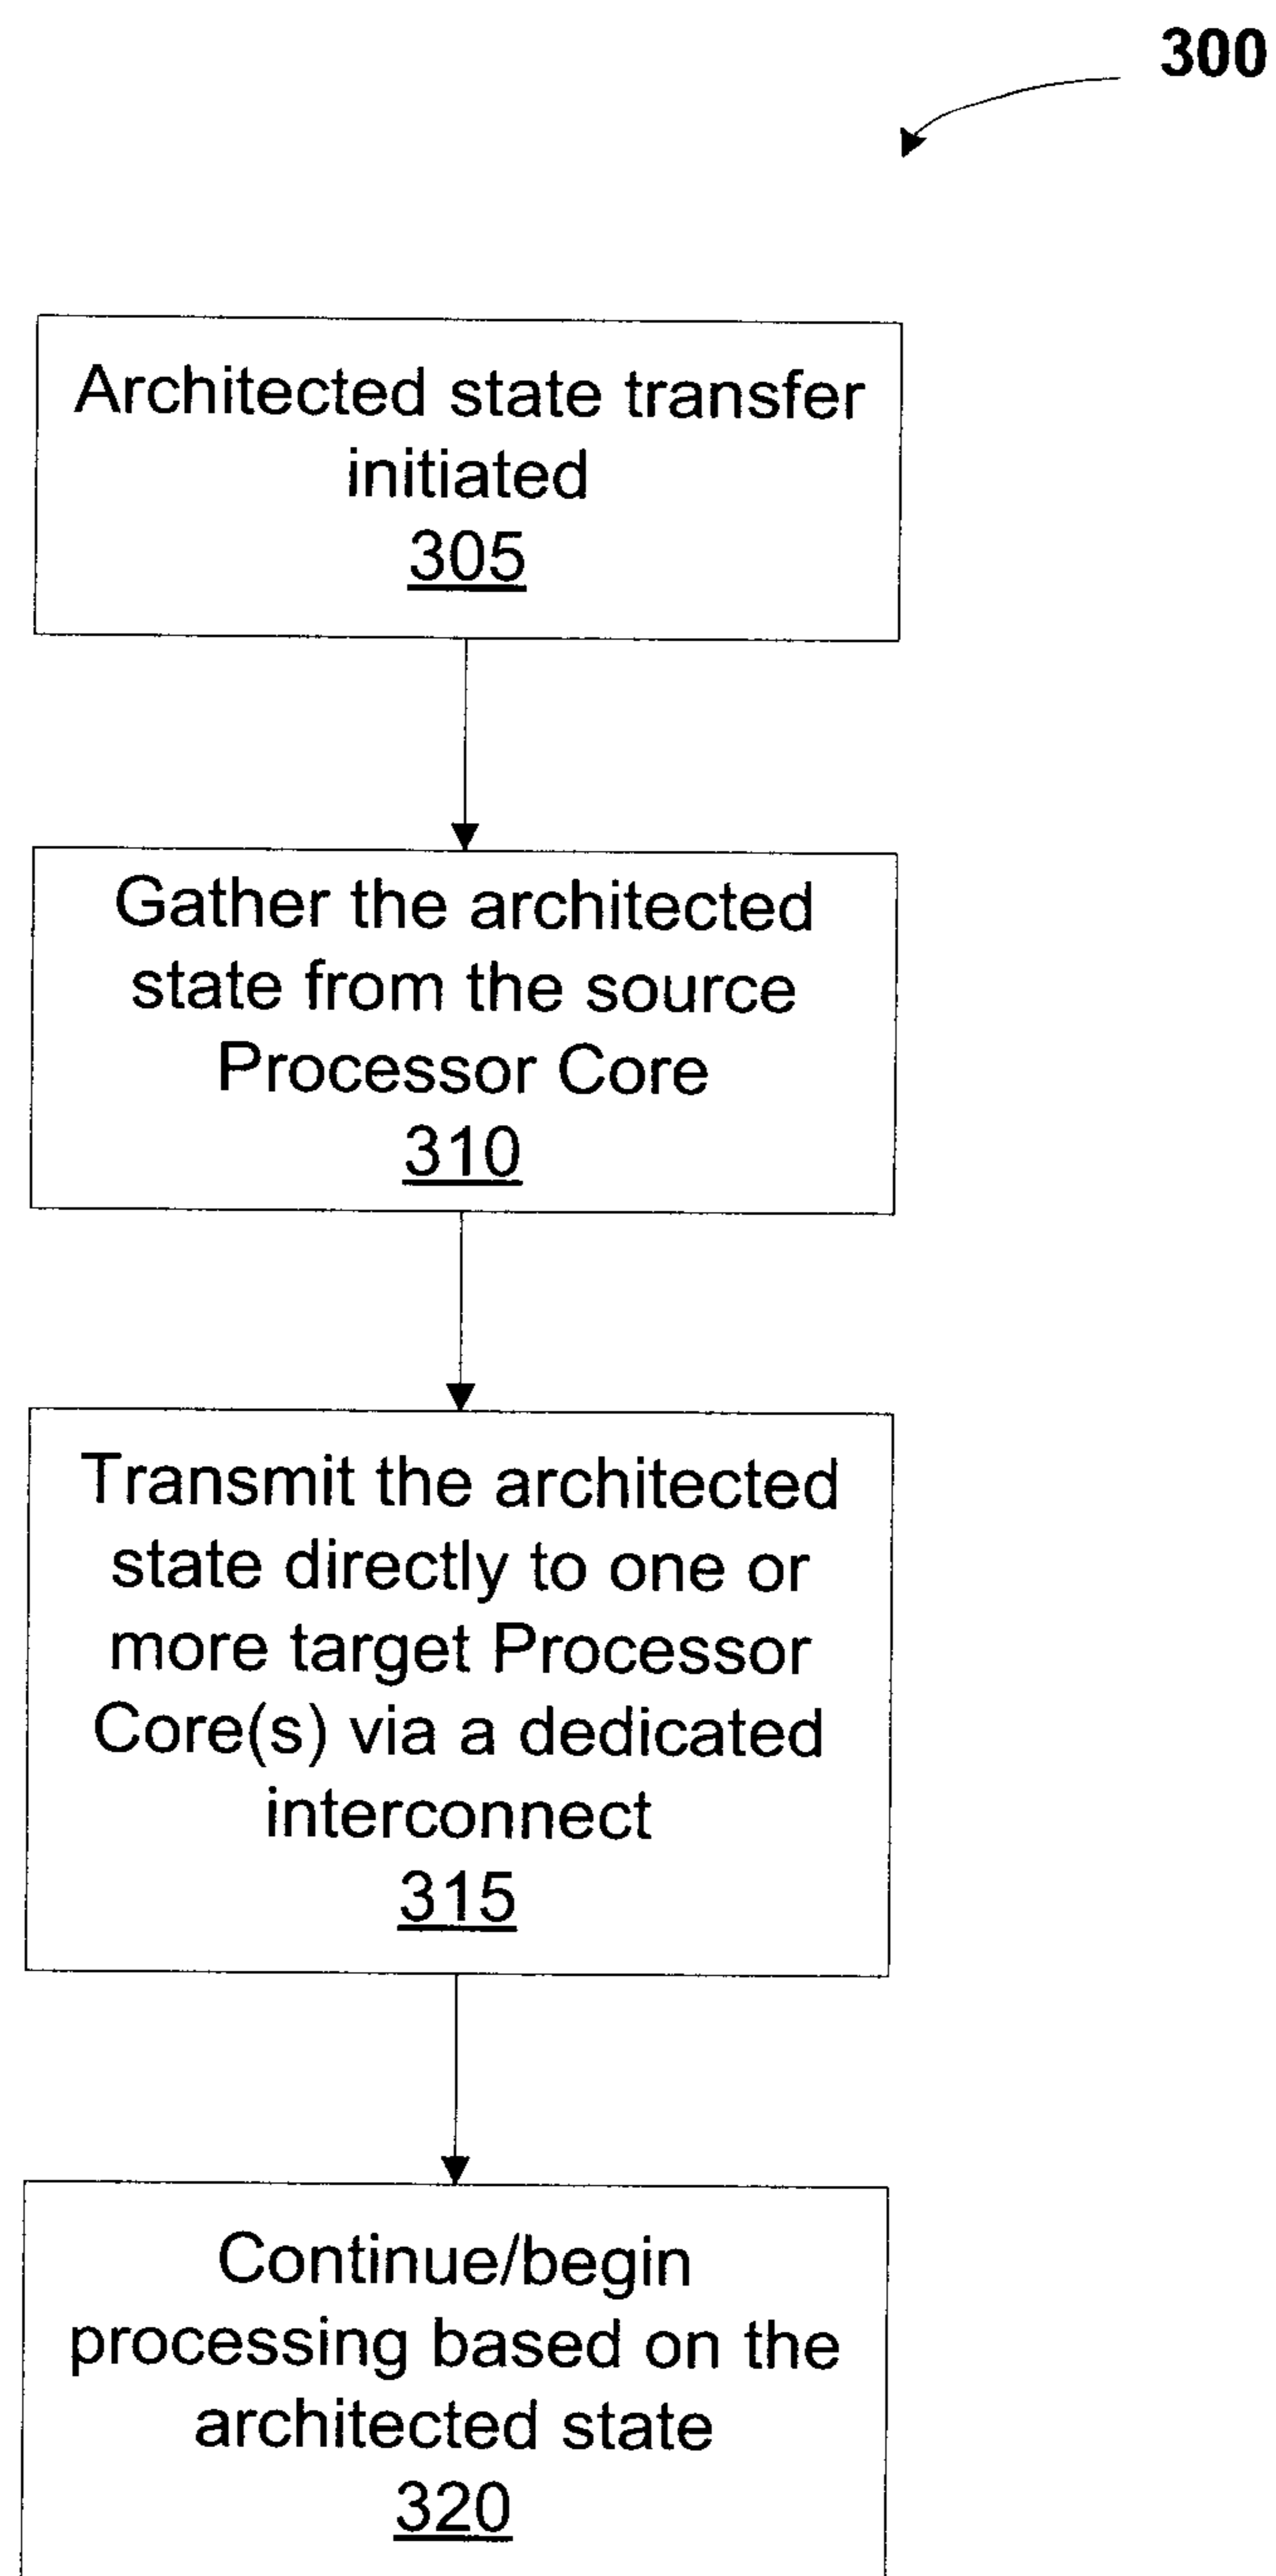 300
Architected state transfer
initiated
305
Gather the architected
state from the source
Processor Core
310
Transmit the architected
state directly to one or
more target Processor
Core(s) via a dedicated
interconnect
315
Continue/begin
processing based on the
architected state
320